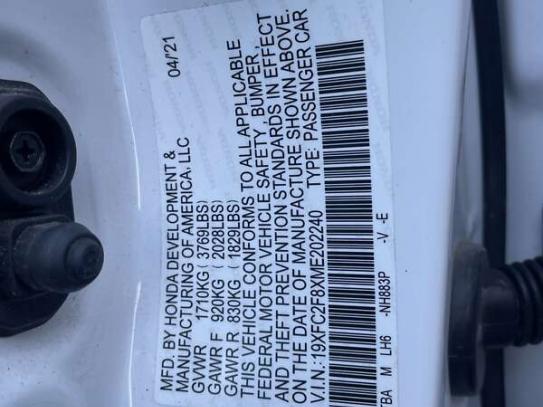 MFD. BY HONDA DEVELOPMENT & 04/21
MANUFACTURING OF AMERICA, LLC
GVWR 1710KG (3769LBS)
GAWR F 920KG (2028LBS)
GAWR R 830KG (1829LBS)
THIS VEHICLE CONFORMS TO ALL APPLICABLE
FEDERAL MOTOR VEHICLE SAFETY, BUMPER,
AND THEFT PREVENTION STANDARDS IN EFFECT
ON THE DATE OF MANUFACTURE SHOWN ABOVE.
V.I.N.:19XFC2F8XME202240 TYPE: PASSENGER CAR
TBA M LH6 -NH883P -V -E